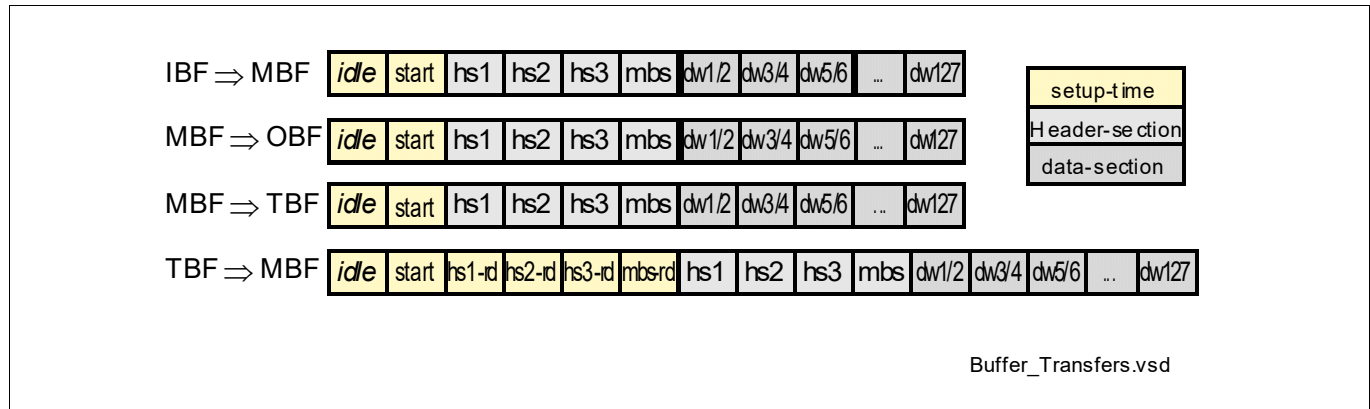 IBF ⇒ MBF idle start hs1 hs2 hs3 mbs dw1/2 dw3/4 dw5/6 ... dw127
MBF ⇒ OBF idle start hs1 hs2 hs3 mbs dw1/2 dw3/4 dw5/6 ... dw127
MBF ⇒ TBF idle start hs1 hs2 hs3 mbs dw1/2 dw3/4 dw5/6 ... dw127
TBF ⇒ MBF idle start hs1-rd hs2-rd hs3-rd mbs-rd hs1 hs2 hs3 mbs dw1/2 dw3/4 dw5/6 ... dw127
setup-time
Header-section
data-section
Buffer_Transfers.vsd